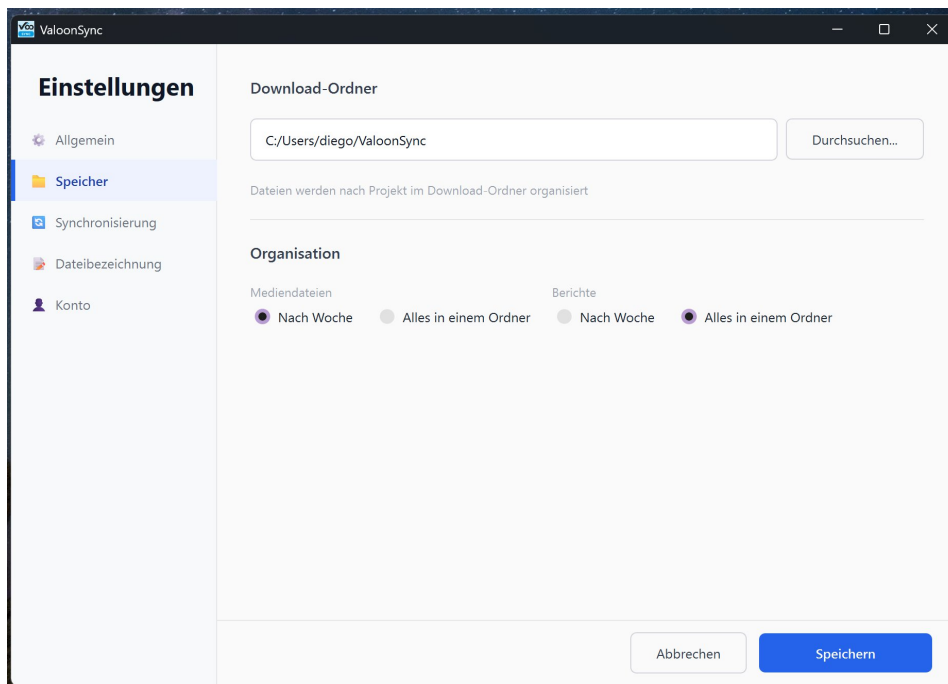 ValoonSync
Einstellungen
Allgemein
Speicher
Synchronisierung
Dateibezeichnung
Konto
Download-Ordner
C:/Users/diego/ValoonSync
Durchsuchen...
Dateien werden nach Projekt im Download-Ordner organisiert
Organisation
Mediendateien Berichte
Nach Woche Alles in einem Ordner Nach Woche Alles in einem Ordner
Abbrechen Speichern